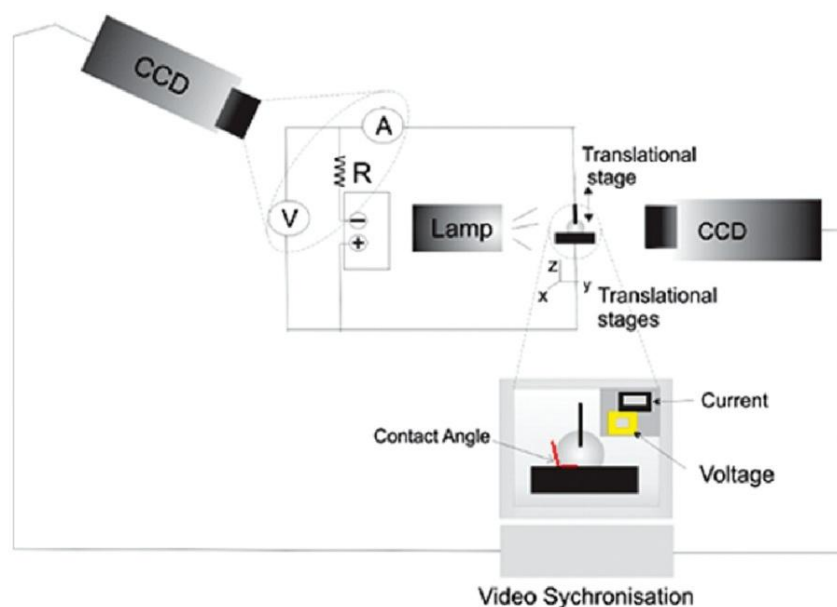 CCD
A
Translational
stage
R
V
−
+
Lamp
CCD
z
y
x
Translational
stages
Current
Contact Angle
Voltage
Video Sychronisation